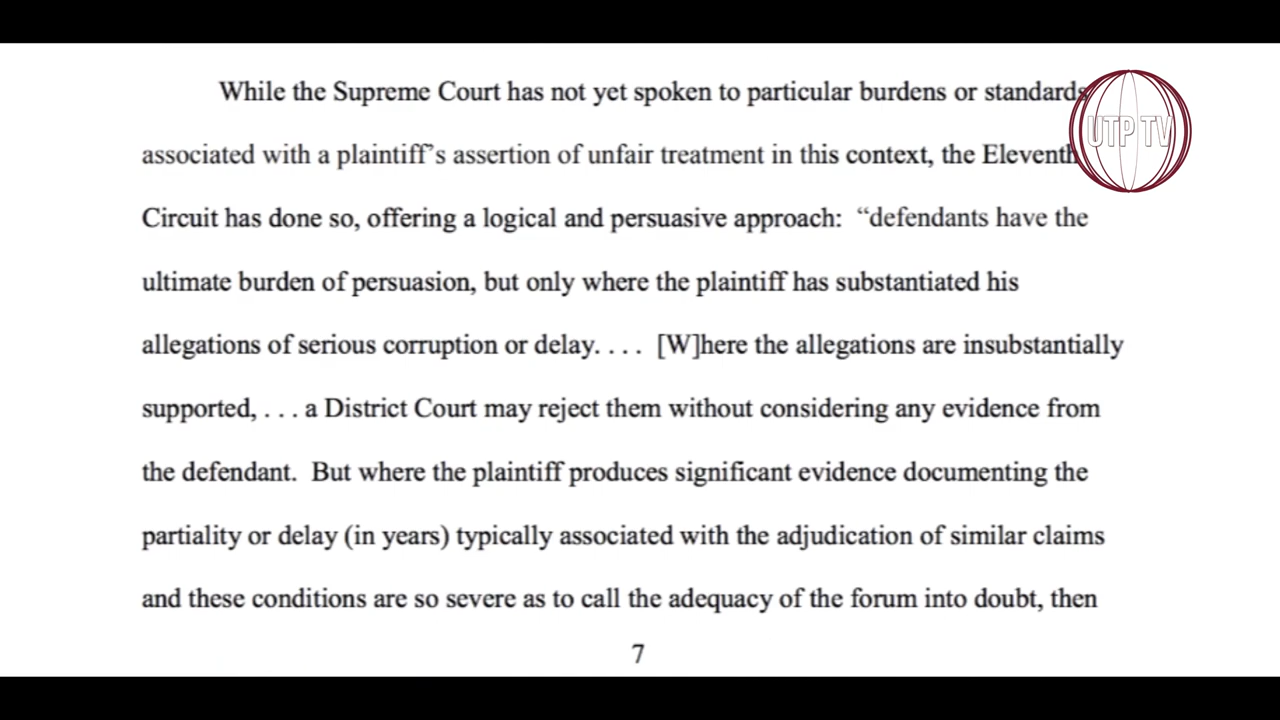 While the Supreme Court has not yet spoken to particular burdens or standards
associated with a plaintiff’s assertion of unfair treatment in this context, the Eleventh
Circuit has done so, offering a logical and persuasive approach: “defendants have the
ultimate burden of persuasion, but only where the plaintiff has substantiated his
allegations of serious corruption or delay. . . . [W]here the allegations are insubstantially
supported, . . . a District Court may reject them without considering any evidence from
the defendant. But where the plaintiff produces significant evidence documenting the
partiality or delay (in years) typically associated with the adjudication of similar claims
and these conditions are so severe as to call the adequacy of the forum into doubt, then
7
UTP TV